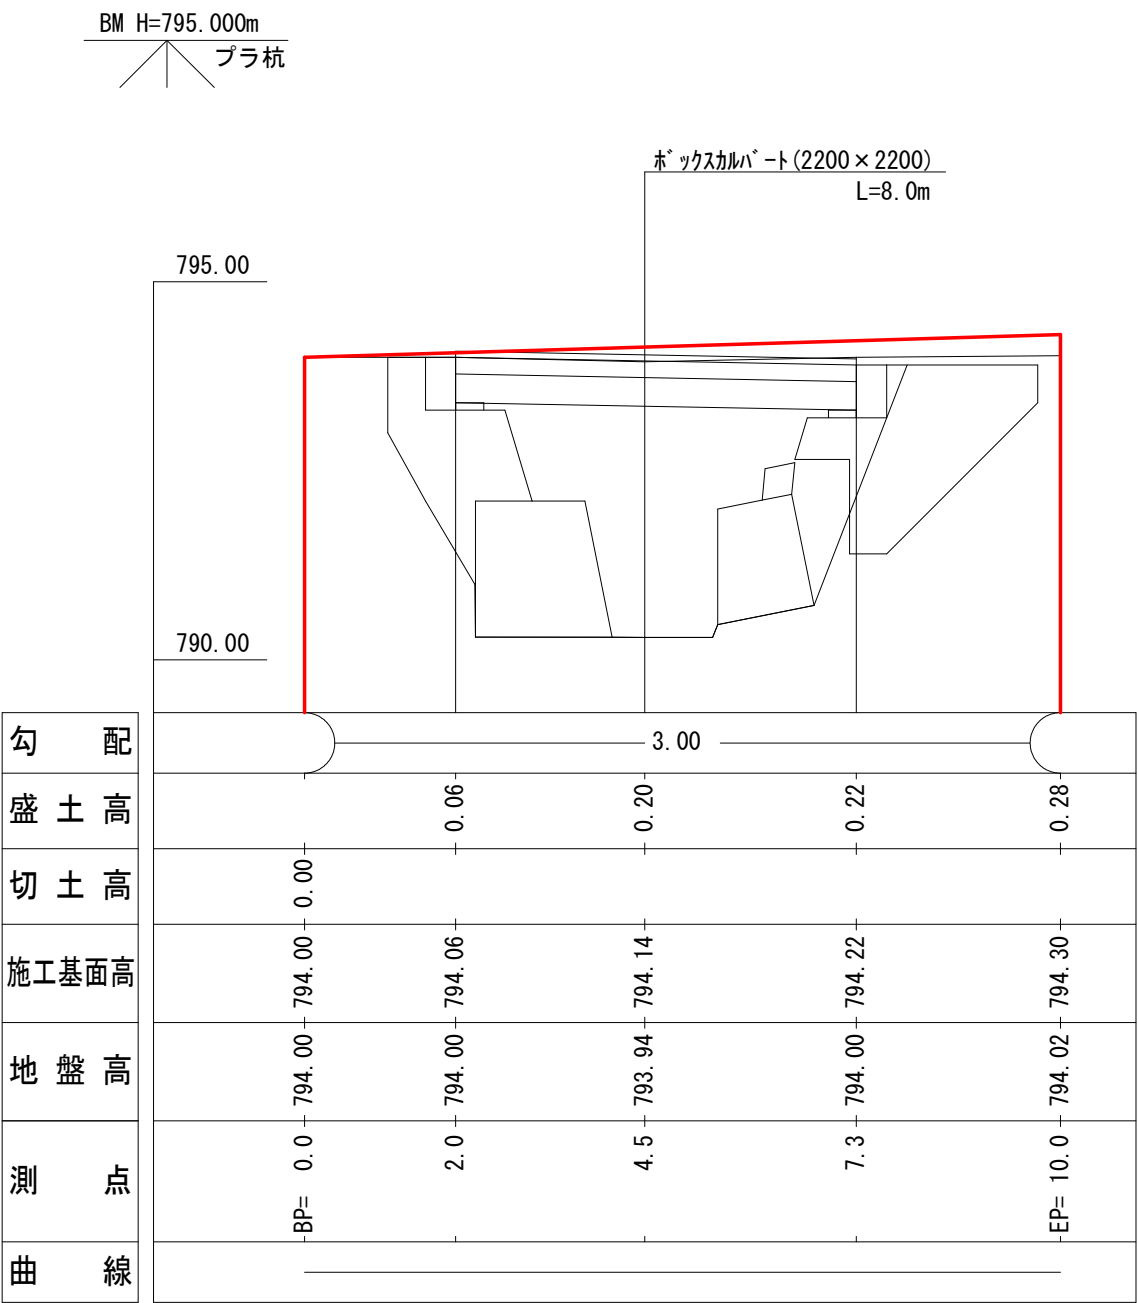 BM H=795.000m
プラ杭
ボックスカルバート(2200×2200)
L=8.0m
795.00
790.00
勾配 3.00
盛土高 0.06 0.20 0.22 0.28
切土高 0.00
施工基面高 794.00 794.06 794.14 794.22 794.30
地盤高 794.00 794.00 793.94 794.00 794.02
測点 BP= 0.0 2.0 4.5 7.3 EP= 10.0
曲線